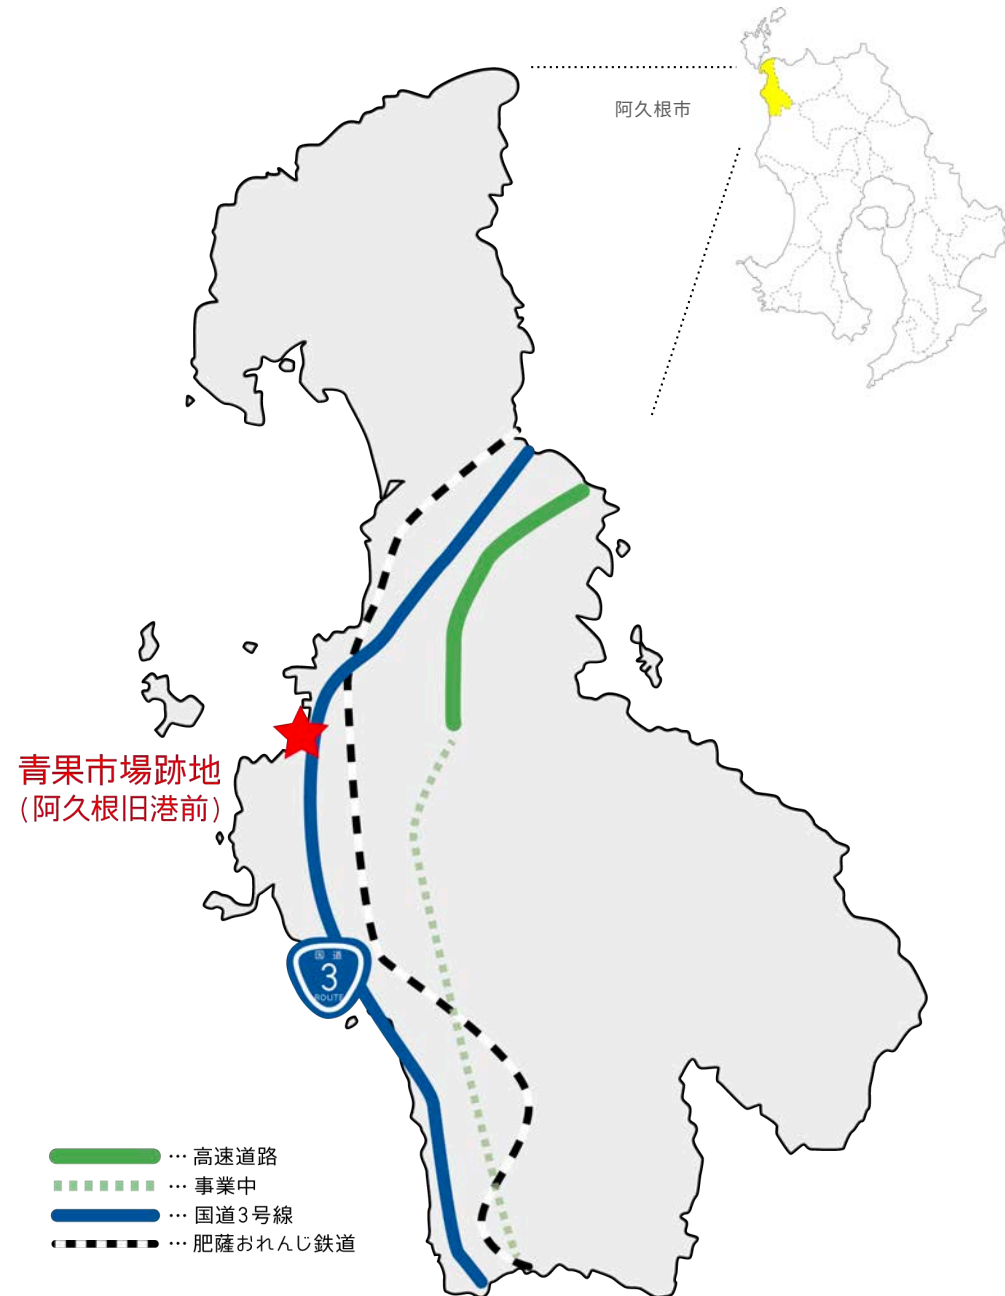 阿久根市
青果市場跡地
(阿久根旧港前)
国道
3
ROUTE
… 高速道路
… 事業中
… 国道3号線
… 肥薩おれんじ鉄道